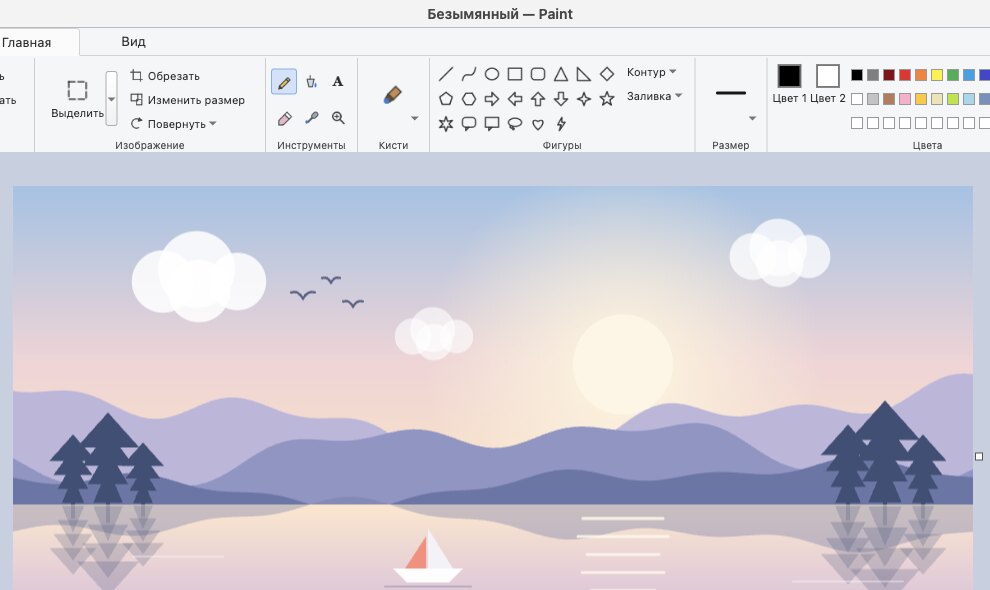 Безымянный — Paint
Главная
Вид
ь
ать
Выделить
Обрезать
Изменить размер
Повернуть
Изображение
A
Инструменты
Кисти
Контур
Заливка
Фигуры
Размер
Цвет 1 Цвет 2
Цвета